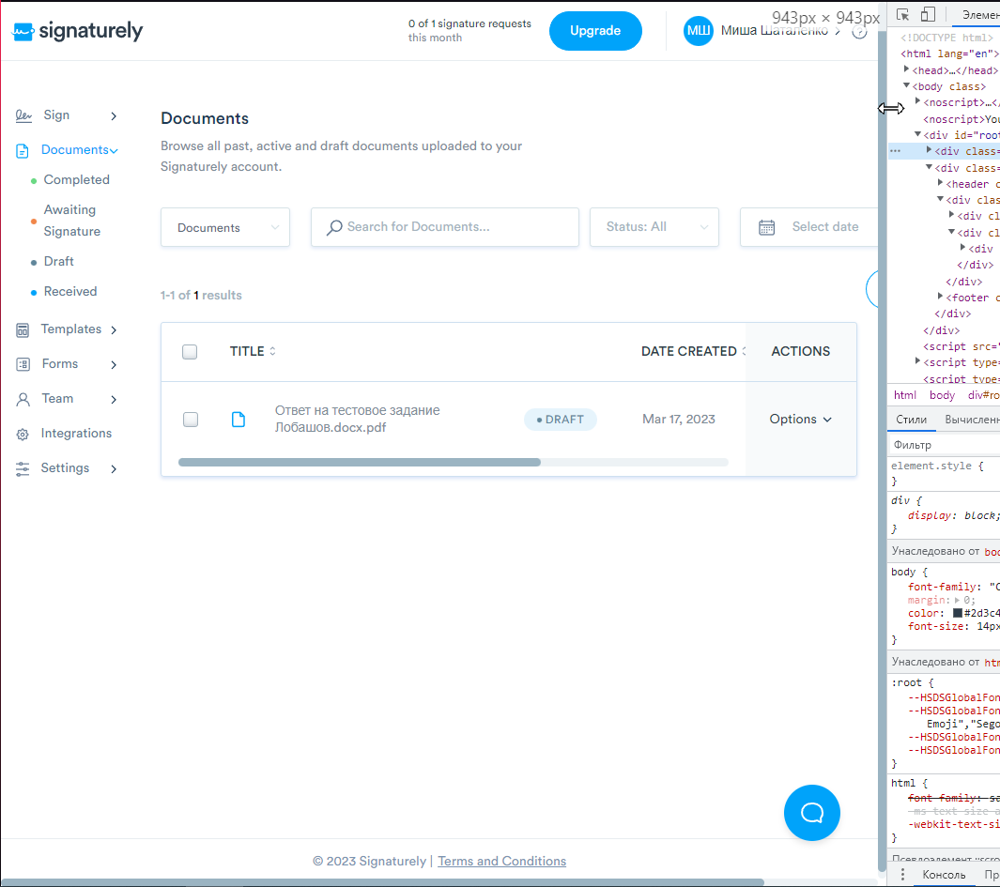 signaturely
0 of 1 signature requests
this month
Upgrade
МШ
Миша Шаталенко
943px × 943px
Sign
Documents
Completed
Awaiting
Signature
Draft
Received
Templates
Forms
Team
Integrations
Settings
Documents
Browse all past, active and draft documents uploaded to your
Signaturely account.
Documents
Search for Documents...
Status: All
Select date
1-1 of 1 results
TITLE
DATE CREATED
ACTIONS
Ответ на тестовое задание
Лобашов.docx.pdf
DRAFT
Mar 17, 2023
Options
© 2023 Signaturely | Terms and Conditions
Элемен
<!DOCTYPE html>
<html lang="en">
<head>…</head>
<body class>
<noscript>…</
<noscript>You
<div id="root
<div class=
<div class=
<header c
<div clas
<div cl
<div cl
<div
</div>
</div>
<footer c
</div>
</div>
<script src="
<script type=
<script type=
html body div#ro
Стили Вычисленн
Фильтр
element.style {
}
div {
display: block;
}
Унаследовано от bod
body {
font-family: "C
margin: 0;
color: #2d3c4
font-size: 14px
}
Унаследовано от htm
:root {
--HSDSGlobalFon
--HSDSGlobalFon
Emoji","Sego
--HSDSGlobalFon
--HSDSGlobalFon
}
html {
font-family: sa
-ms-text-size-a
-webkit-text-si
}
Псевдоэлемент ::scro
Консоль Пр